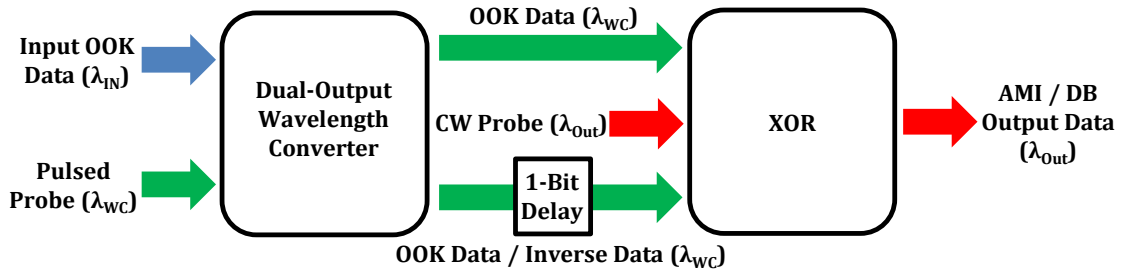 Input OOK
Data (λIN)
Pulsed
Probe (λWC)
Dual-Output
Wavelength
Converter
OOK Data (λWC)
CW Probe (λOut)
1-Bit
Delay
OOK Data / Inverse Data (λWC)
XOR
AMI / DB
Output Data
(λOut)